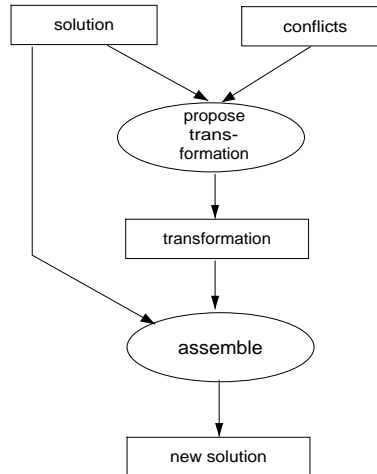 solution
conflicts
propose
trans-
formation
transformation
assemble
new solution